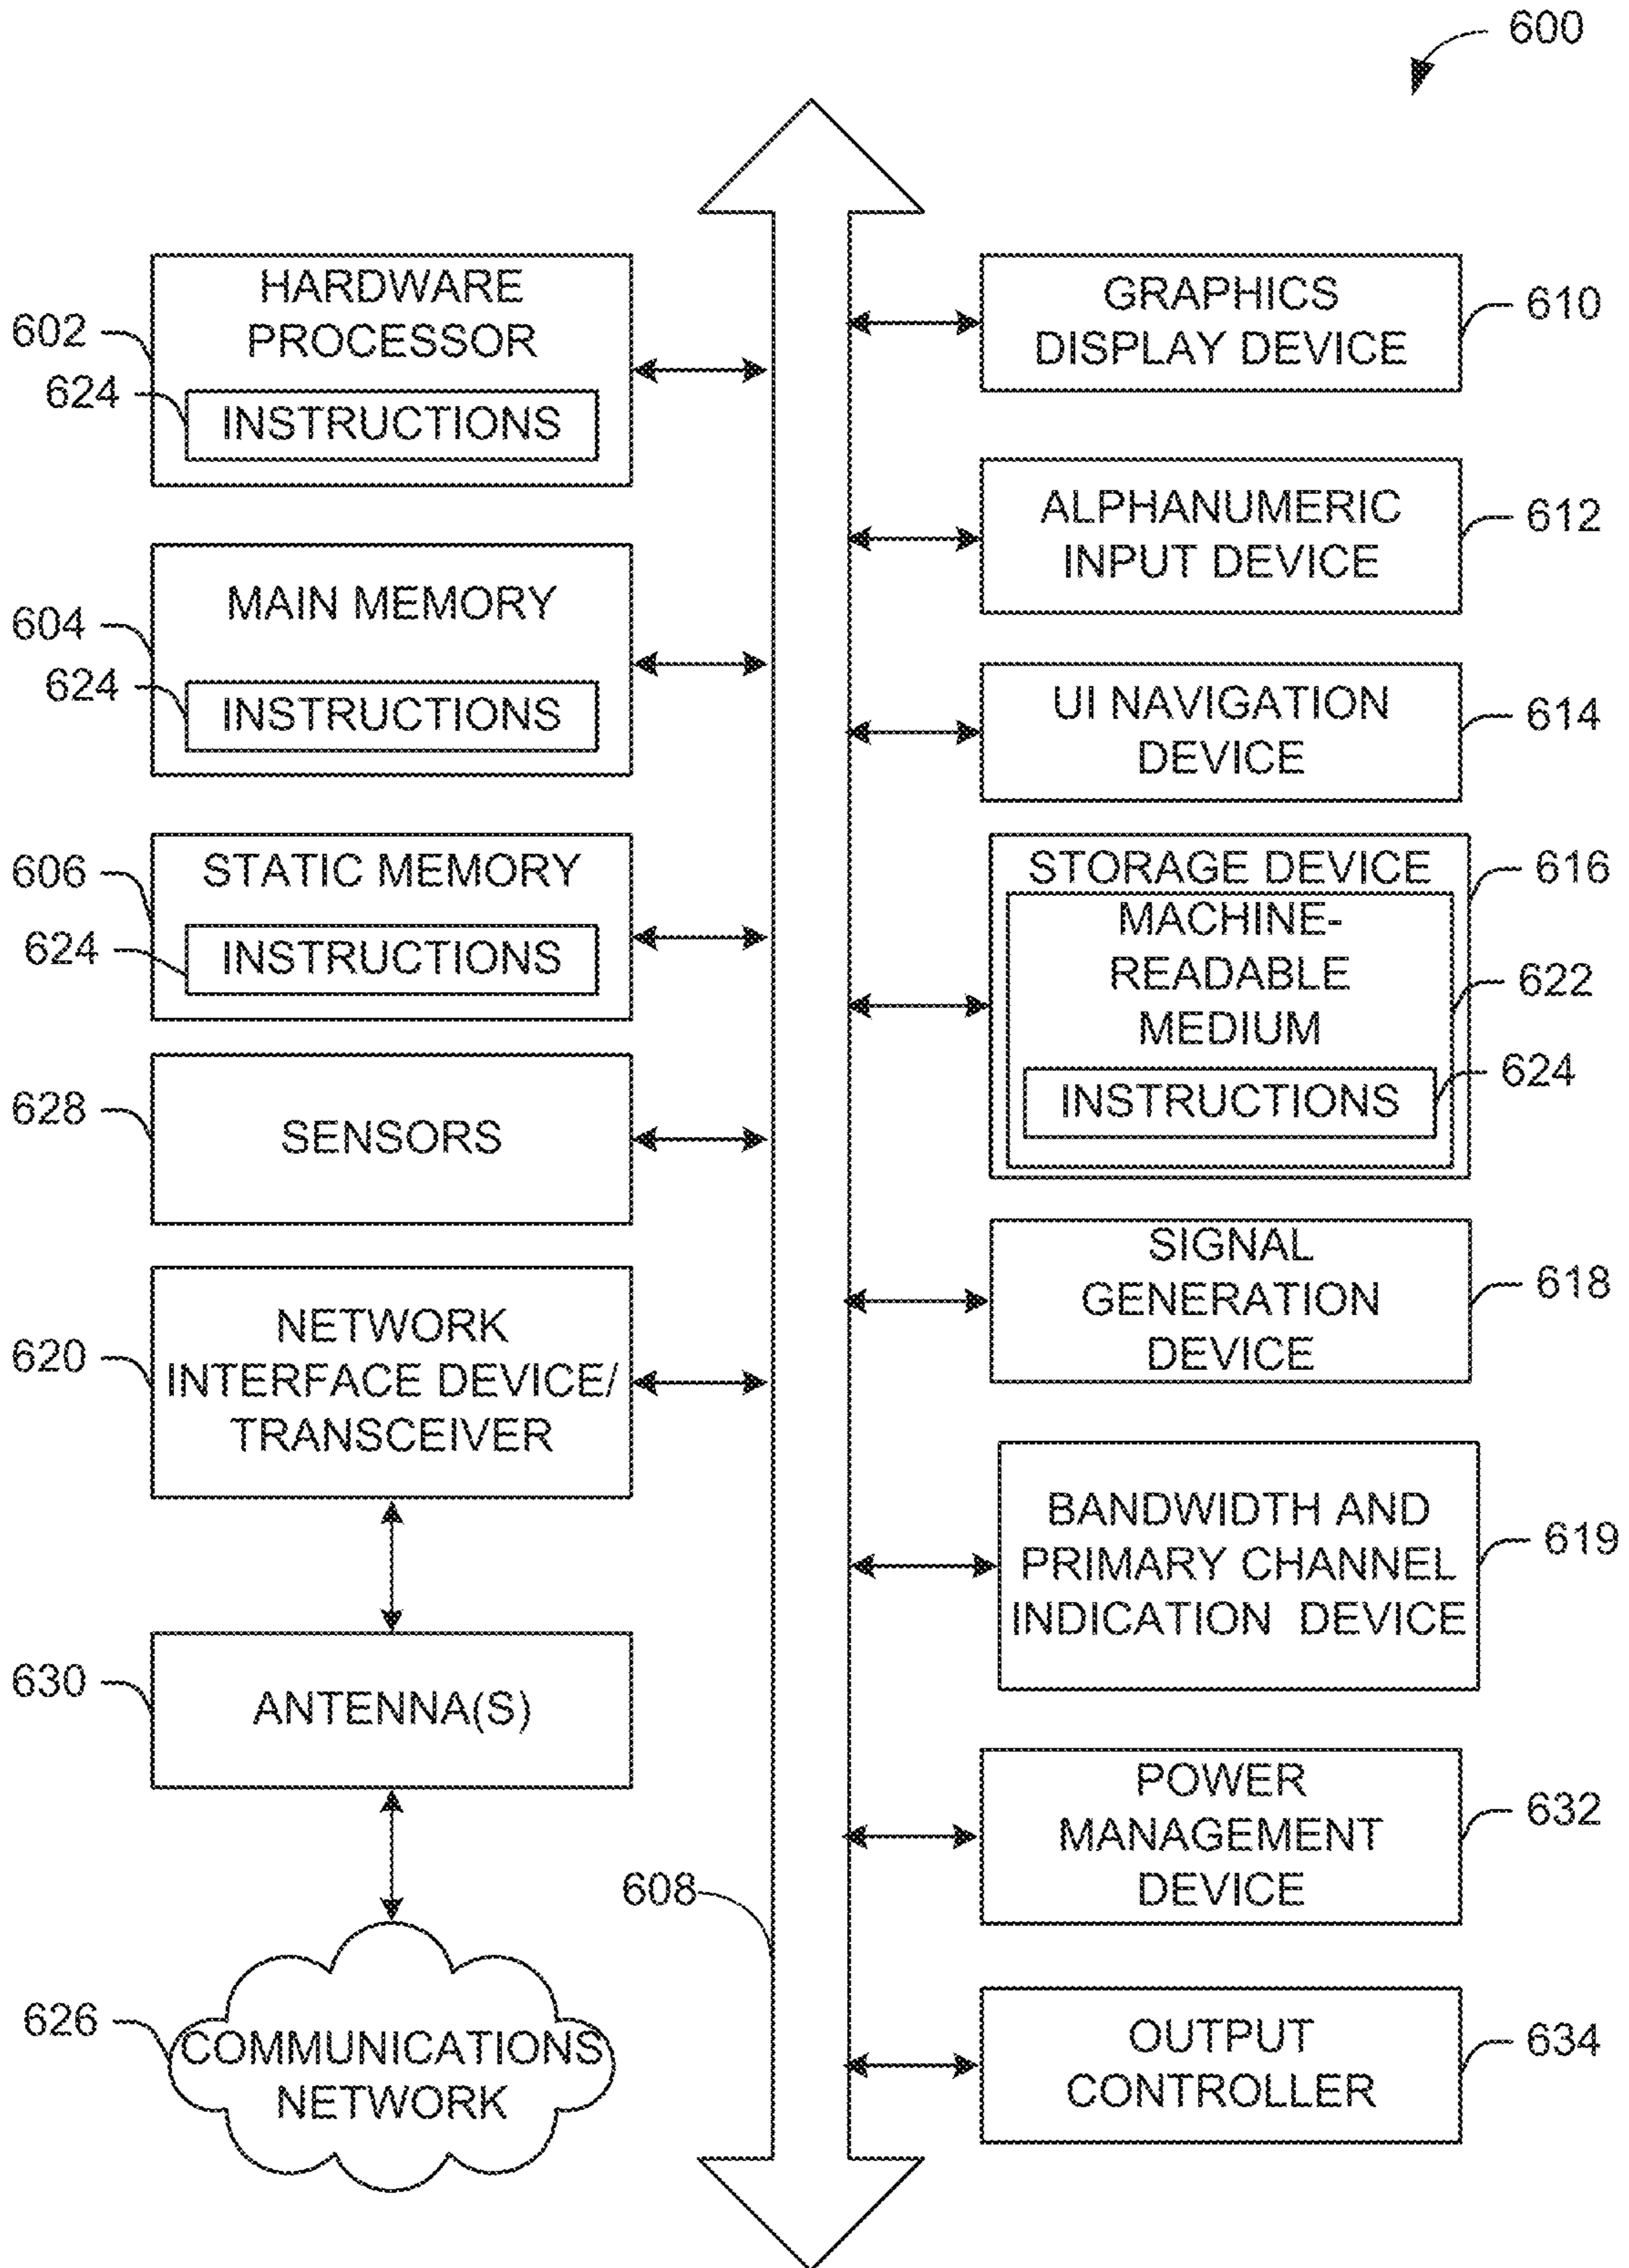 600
HARDWARE
PROCESSOR
602
624
INSTRUCTIONS
MAIN MEMORY
604
624
INSTRUCTIONS
606
STATIC MEMORY
624
INSTRUCTIONS
628
SENSORS
NETWORK
620
INTERFACE DEVICE/
TRANSCEIVER
630
ANTENNA(S)
608
626
COMMUNICATIONS
NETWORK
GRAPHICS
DISPLAY DEVICE
610
ALPHANUMERIC
INPUT DEVICE
612
UI NAVIGATION
DEVICE
614
STORAGE DEVICE
616
MACHINE-
READABLE
MEDIUM
622
INSTRUCTIONS
624
SIGNAL
GENERATION
DEVICE
618
BANDWIDTH AND
PRIMARY CHANNEL
INDICATION DEVICE
619
POWER
MANAGEMENT
DEVICE
632
OUTPUT
CONTROLLER
634